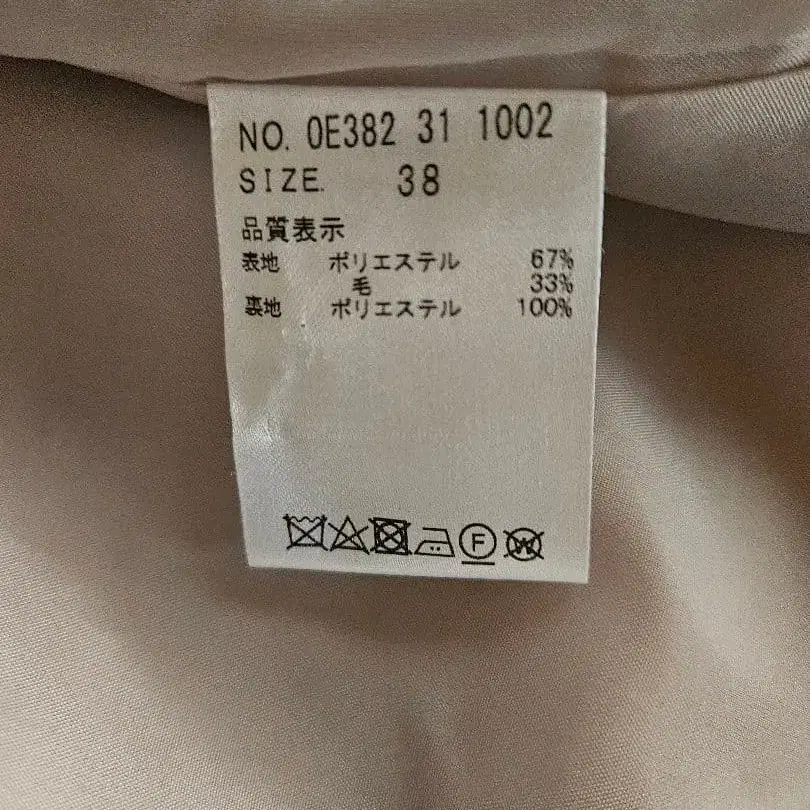 NO. 0E382 31 1002
SIZE. 38
品質表示
表地 ポリエステル 67%
毛 33%
裏地 ポリエステル 100%
F W